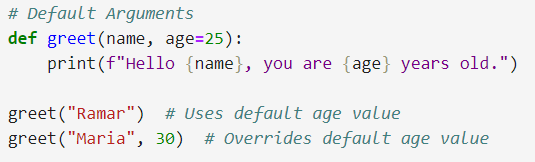 # Default Arguments
def greet(name, age=25):
    print(f"Hello {name}, you are {age} years old.")

greet("Ramar")  # Uses default age value
greet("Maria", 30)  # Overrides default age value